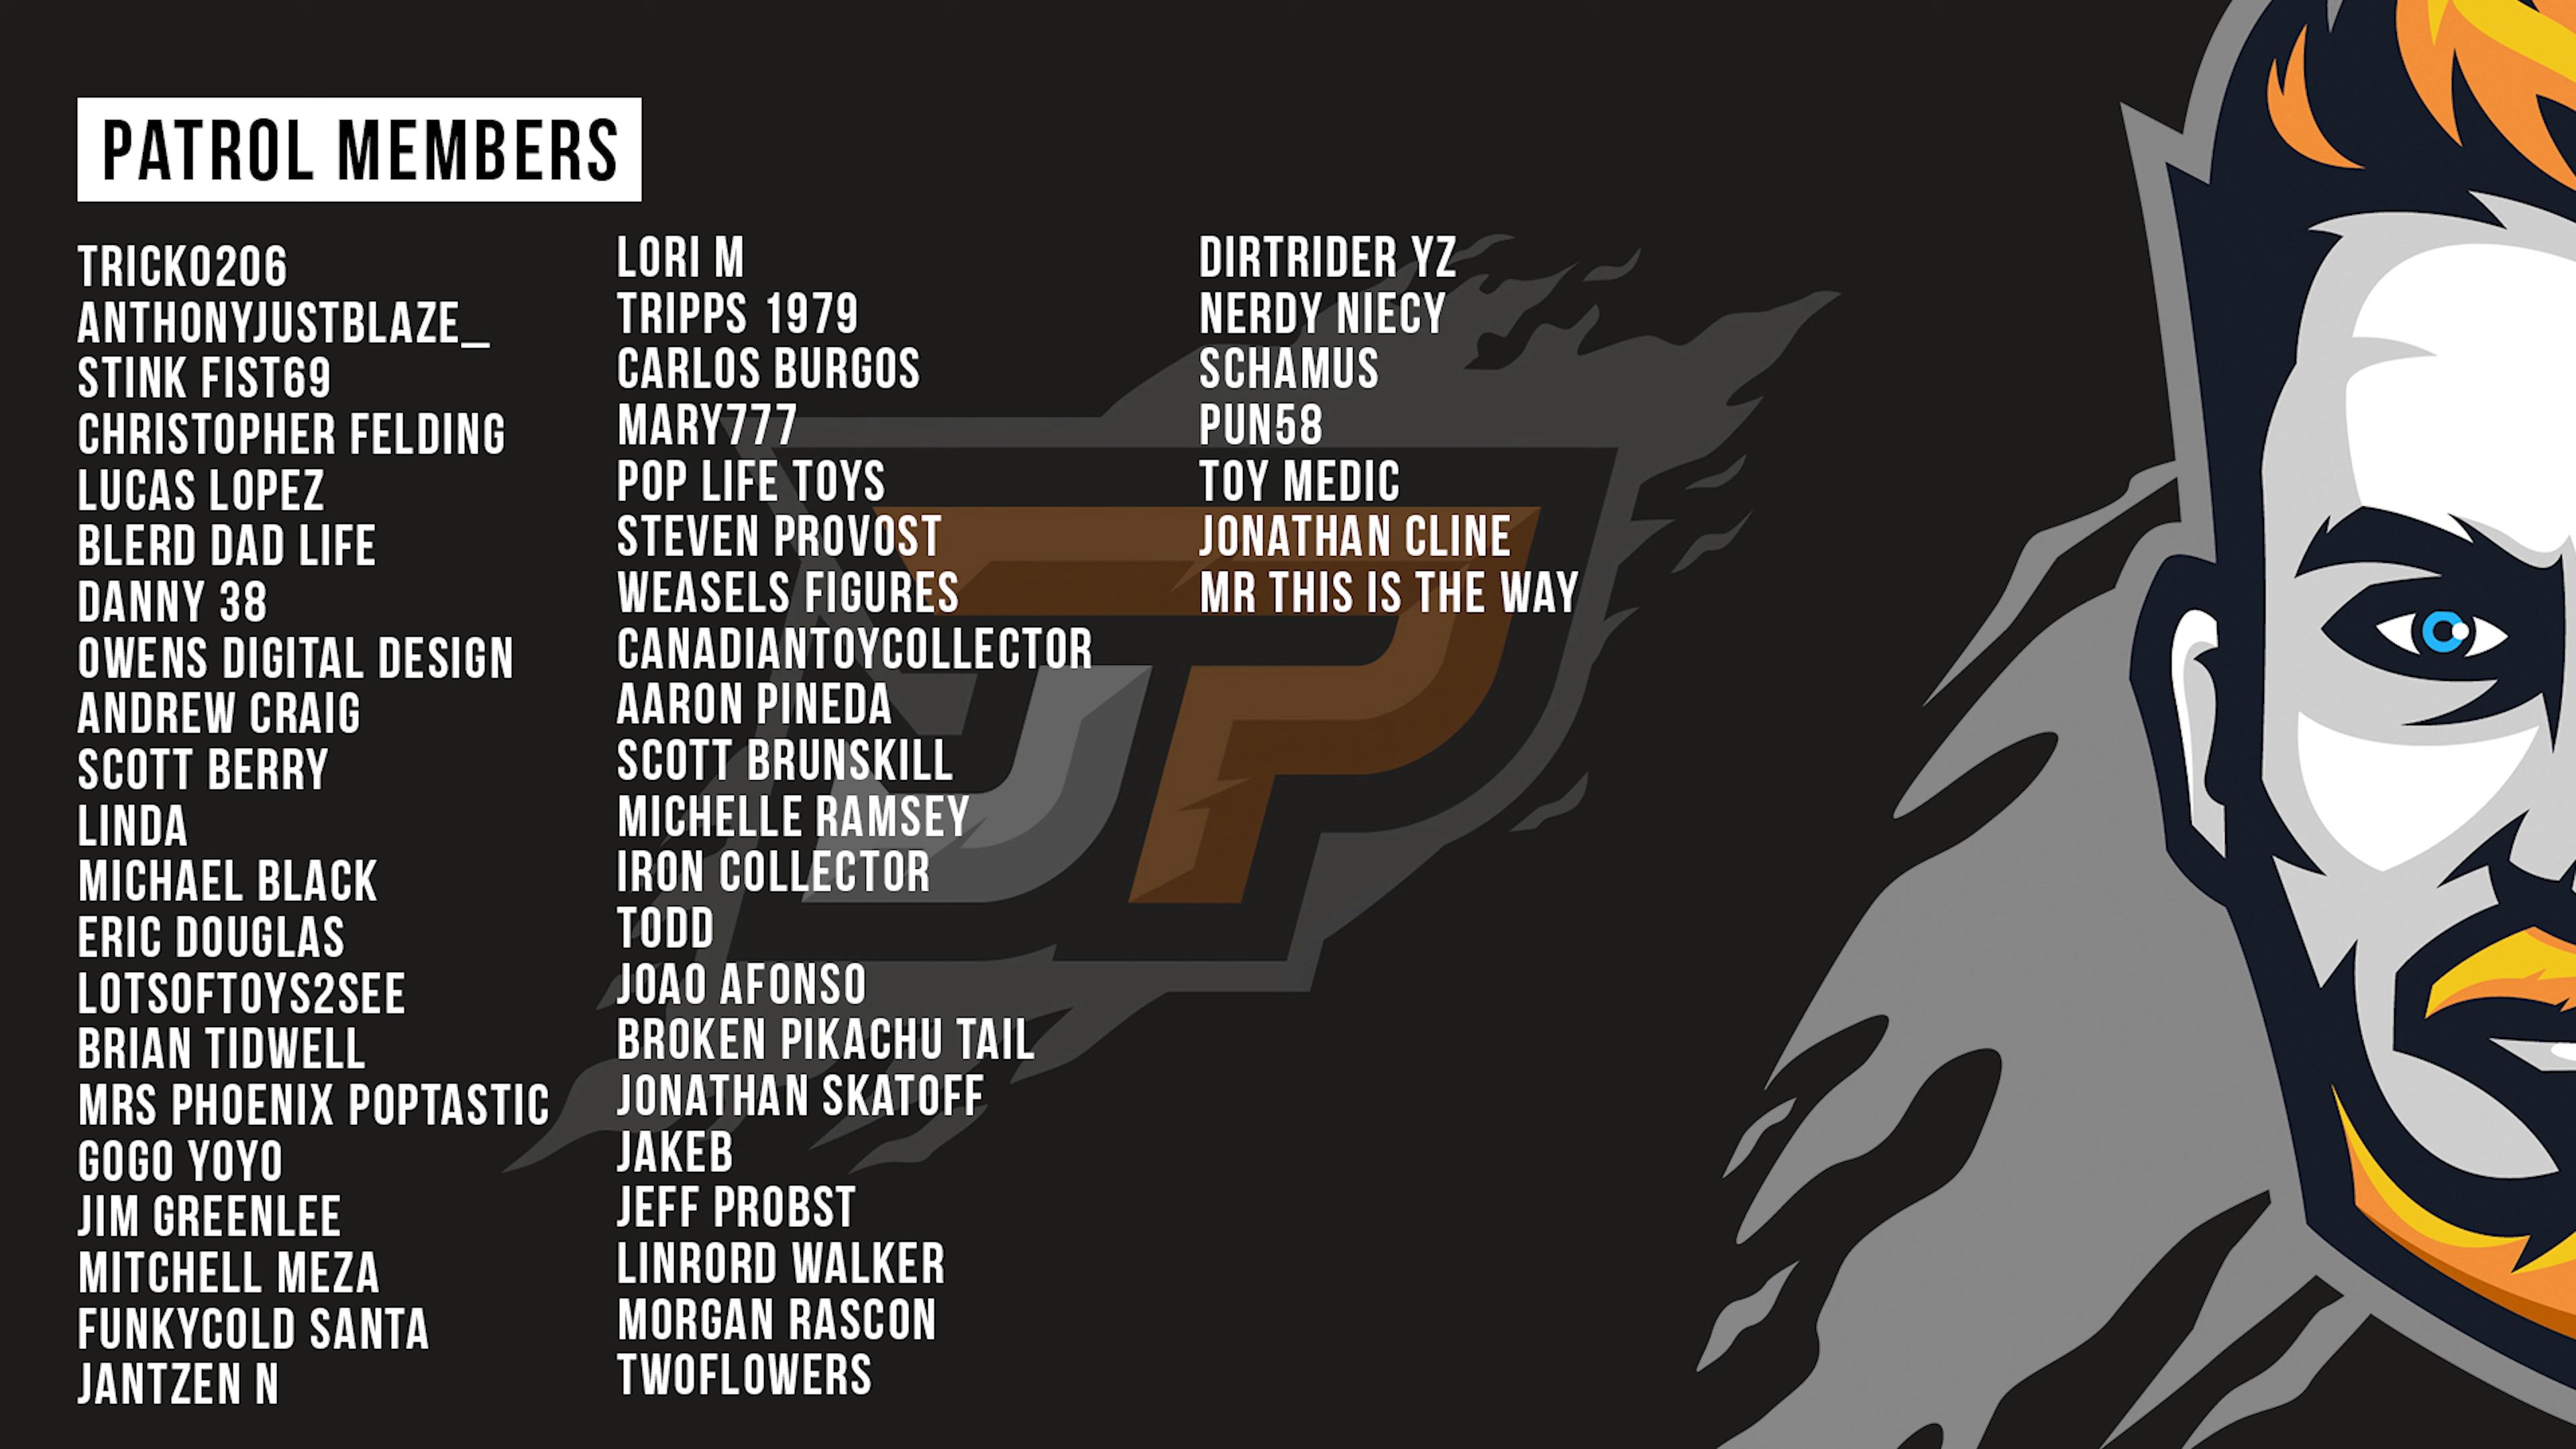 PATROL MEMBERS
TRICKO206
ANTHONYJUSTBLAZE_
STINK FIST69
CHRISTOPHER FELDING
LUCAS LOPEZ
BLERD DAD LIFE
DANNY 38
OWENS DIGITAL DESIGN
ANDREW CRAIG
SCOTT BERRY
LINDA
MICHAEL BLACK
ERIC DOUGLAS
LOTSOFTOYS2SEE
BRIAN TIDWELL
MRS PHOENIX POPTASTIC
GOGO YOYO
JIM GREENLEE
MITCHELL MEZA
FUNKYCOLD SANTA
JANTZEN N
LORI M
TRIPPS 1979
CARLOS BURGOS
MARY777
POP LIFE TOYS
STEVEN PROVOST
WEASELS FIGURES
CANADIANTOYCOLLECTOR
AARON PINEDA
SCOTT BRUNSKILL
MICHELLE RAMSEY
IRON COLLECTOR
TODD
JOAO AFONSO
BROKEN PIKACHU TAIL
JONATHAN SKATOFF
JAKEB
JEFF PROBST
LINRORD WALKER
MORGAN RASCON
TWOFLOWERS
DIRTRIDER YZ
NERDY NIECY
SCHAMUS
PUN58
TOY MEDIC
JONATHAN CLINE
MR THIS IS THE WAY
JP